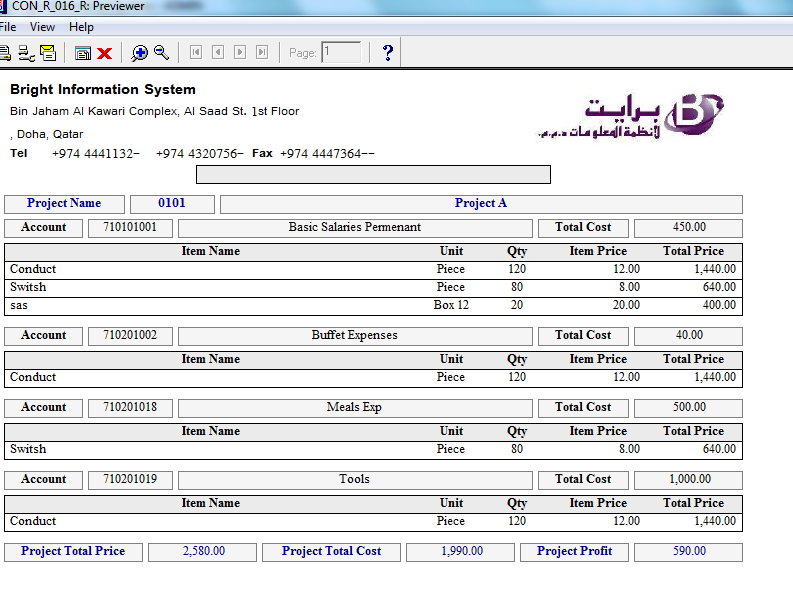 CON_R_016_R: Previewer
File View Help
Page: 1 ?
Bright Information System
Bin Jaham Al Kawari Complex, Al Saad St. 1st Floor
, Doha, Qatar
Tel +974 4441132- +974 4320756- Fax +974 4447364--
برايت B
لأنظمة المعلومات ذ.م.م.
Project Name 0101 Project A
Account 710101001 Basic Salaries Permenant Total Cost 450.00
Item Name Unit Qty Item Price Total Price
Conduct Piece 120 12.00 1,440.00
Switsh Piece 80 8.00 640.00
sas Box 12 20 20.00 400.00
Account 710201002 Buffet Expenses Total Cost 40.00
Item Name Unit Qty Item Price Total Price
Conduct Piece 120 12.00 1,440.00
Account 710201018 Meals Exp Total Cost 500.00
Item Name Unit Qty Item Price Total Price
Switsh Piece 80 8.00 640.00
Account 710201019 Tools Total Cost 1,000.00
Item Name Unit Qty Item Price Total Price
Conduct Piece 120 12.00 1,440.00
Project Total Price 2,580.00 Project Total Cost 1,990.00 Project Profit 590.00